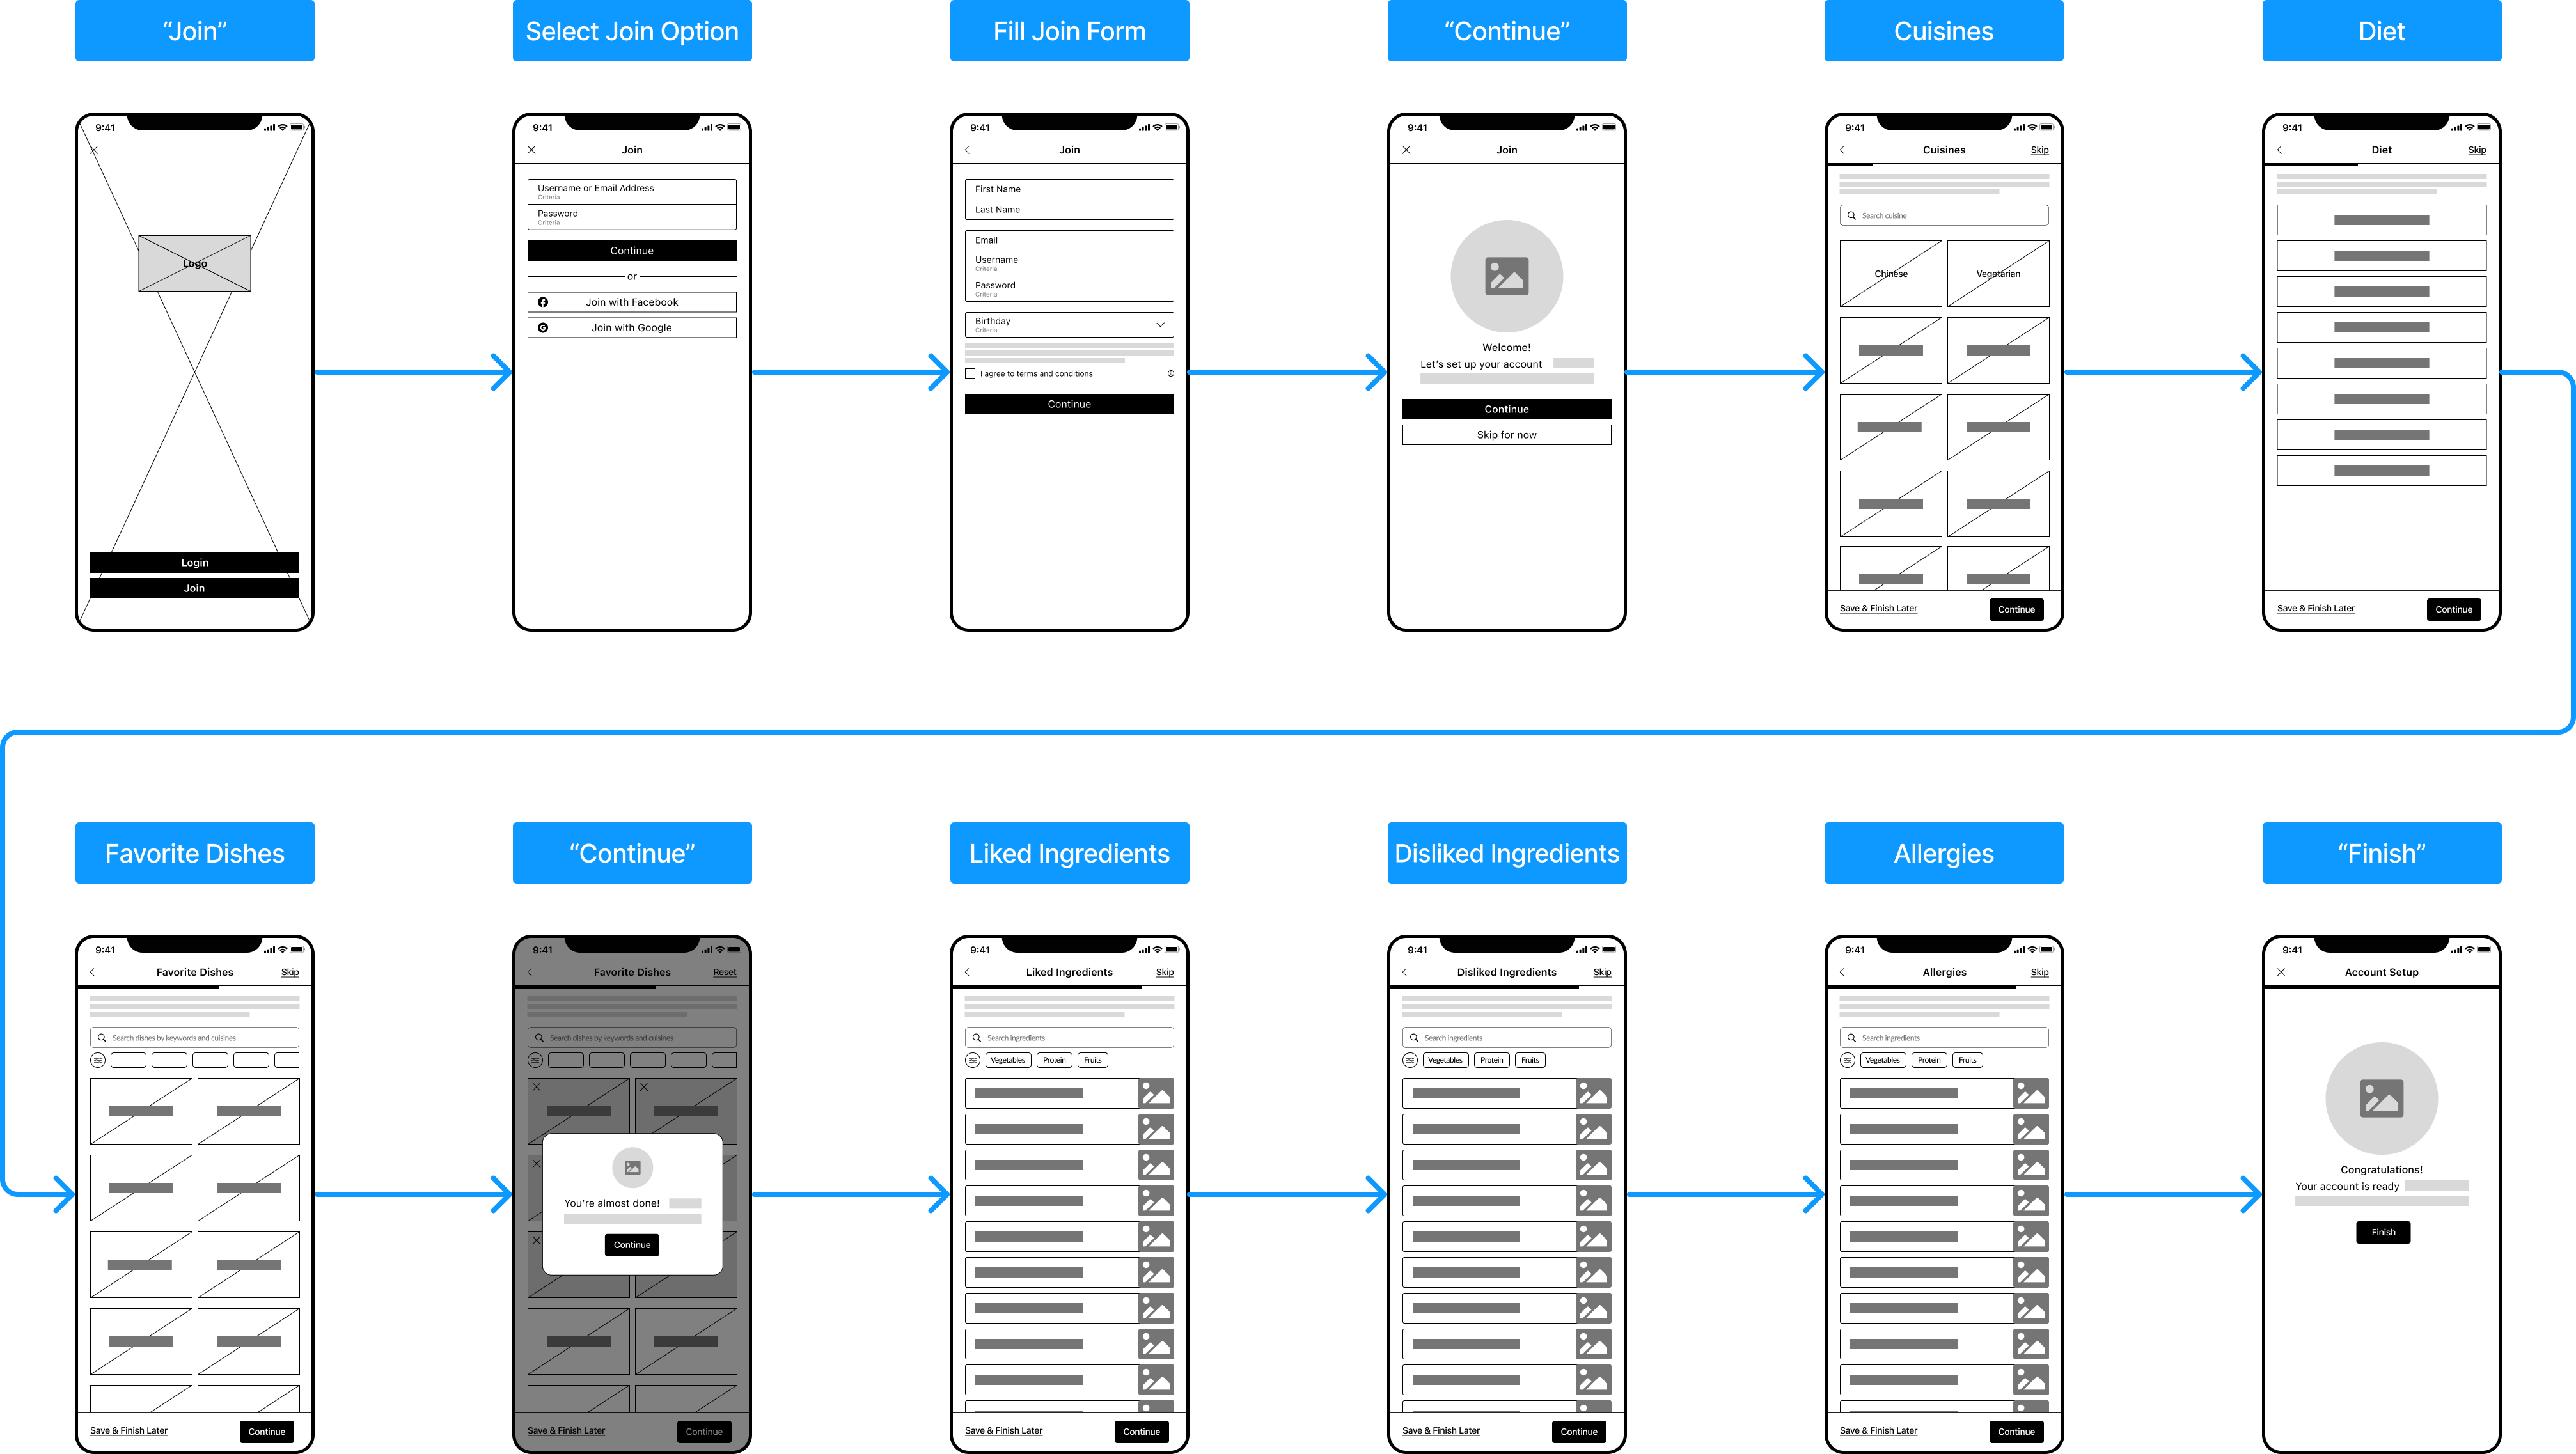 “Join”
Select Join Option
Fill Join Form
“Continue”
Cuisines
Diet
9:41
Logo
Login
Join
9:41
Join
Username or Email Address
Criteria
Password
Criteria
Continue
or
Join with Facebook
Join with Google
9:41
Join
First Name
Last Name
Email
Username
Criteria
Password
Criteria
Birthday
Criteria
I agree to terms and conditions
Continue
9:41
Join
Welcome!
Let’s set up your account
Continue
Skip for now
9:41
Cuisines
Skip
Search cuisine
Chinese
Vegetarian
Save & Finish Later
Continue
9:41
Diet
Skip
Save & Finish Later
Continue
Favorite Dishes
“Continue”
Liked Ingredients
Disliked Ingredients
Allergies
“Finish”
9:41
Favorite Dishes
Skip
Search dishes by keywords and cuisines
Save & Finish Later
Continue
9:41
Favorite Dishes
Reset
Search dishes by keywords and cuisines
You’re almost done!
Continue
Save & Finish Later
Continue
9:41
Liked Ingredients
Skip
Search ingredients
Vegetables
Protein
Fruits
Save & Finish Later
Continue
9:41
Disliked Ingredients
Skip
Search ingredients
Vegetables
Protein
Fruits
Save & Finish Later
Continue
9:41
Allergies
Skip
Search ingredients
Vegetables
Protein
Fruits
Save & Finish Later
Continue
9:41
Account Setup
Congratulations!
Your account is ready
Finish